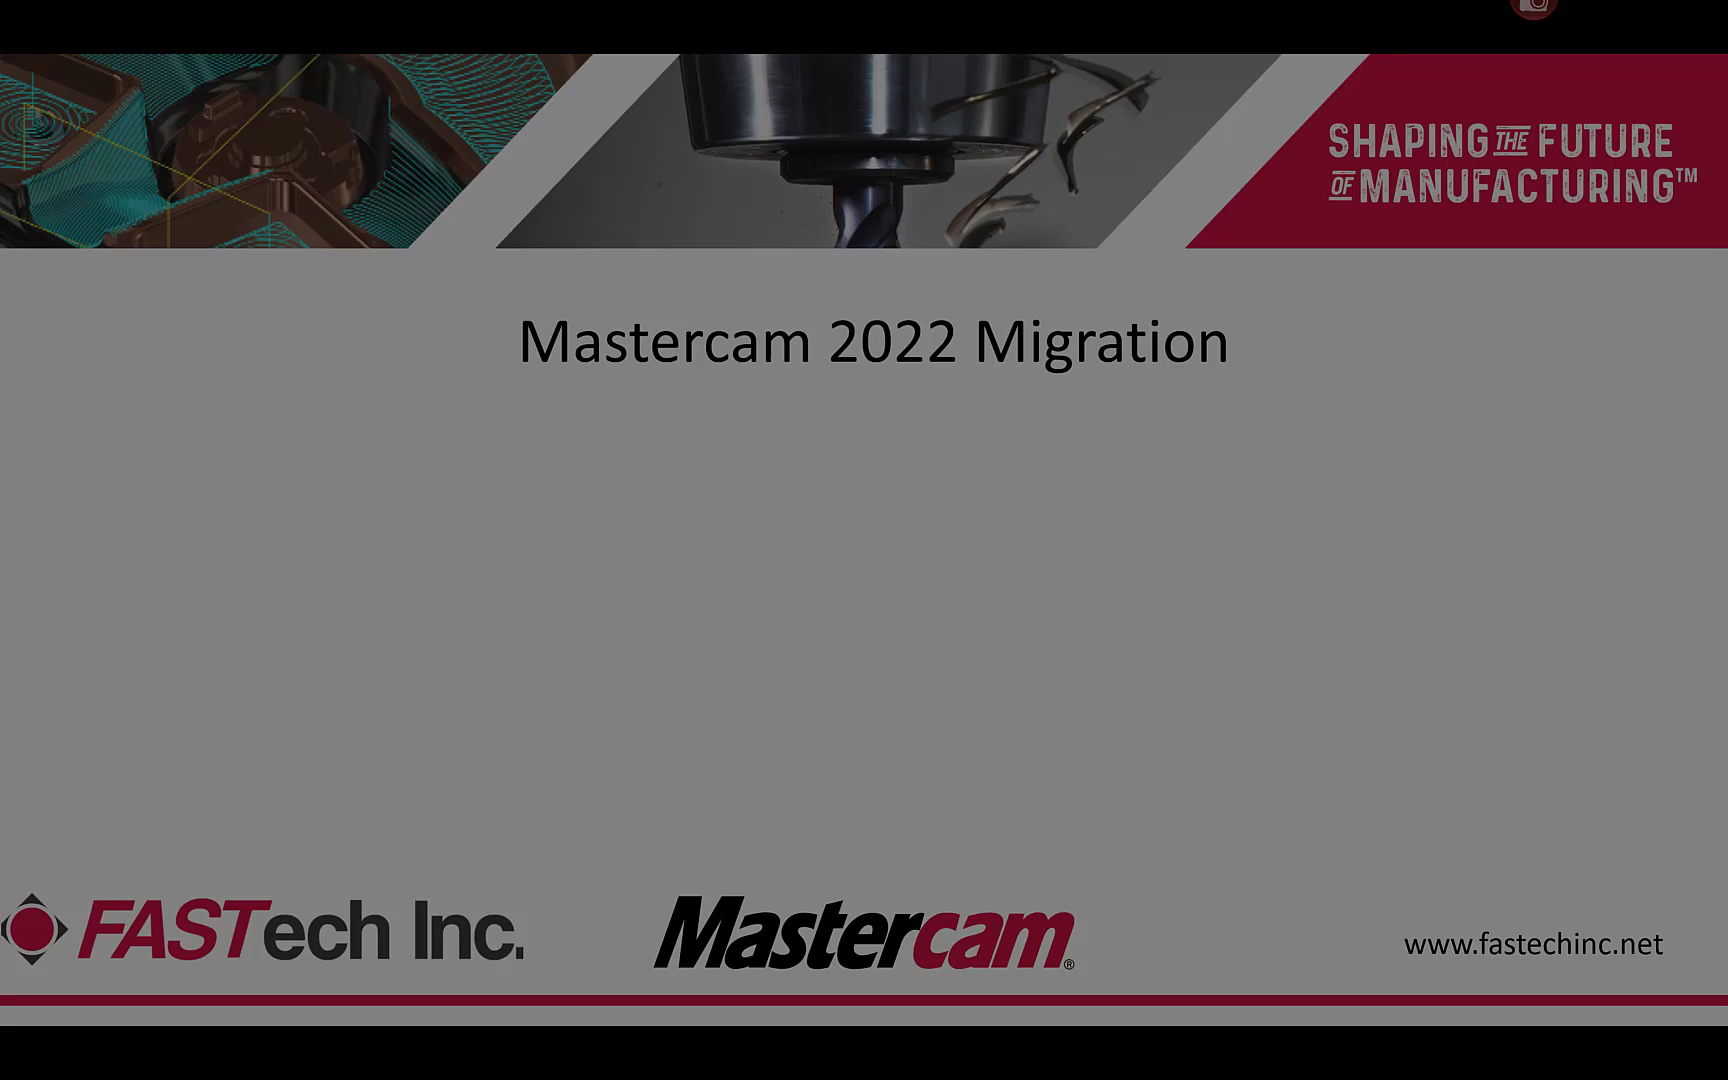 SHAPING THE FUTURE
OF MANUFACTURING™
Mastercam 2022 Migration
FASTech Inc.
Mastercam®
www.fastechinc.net